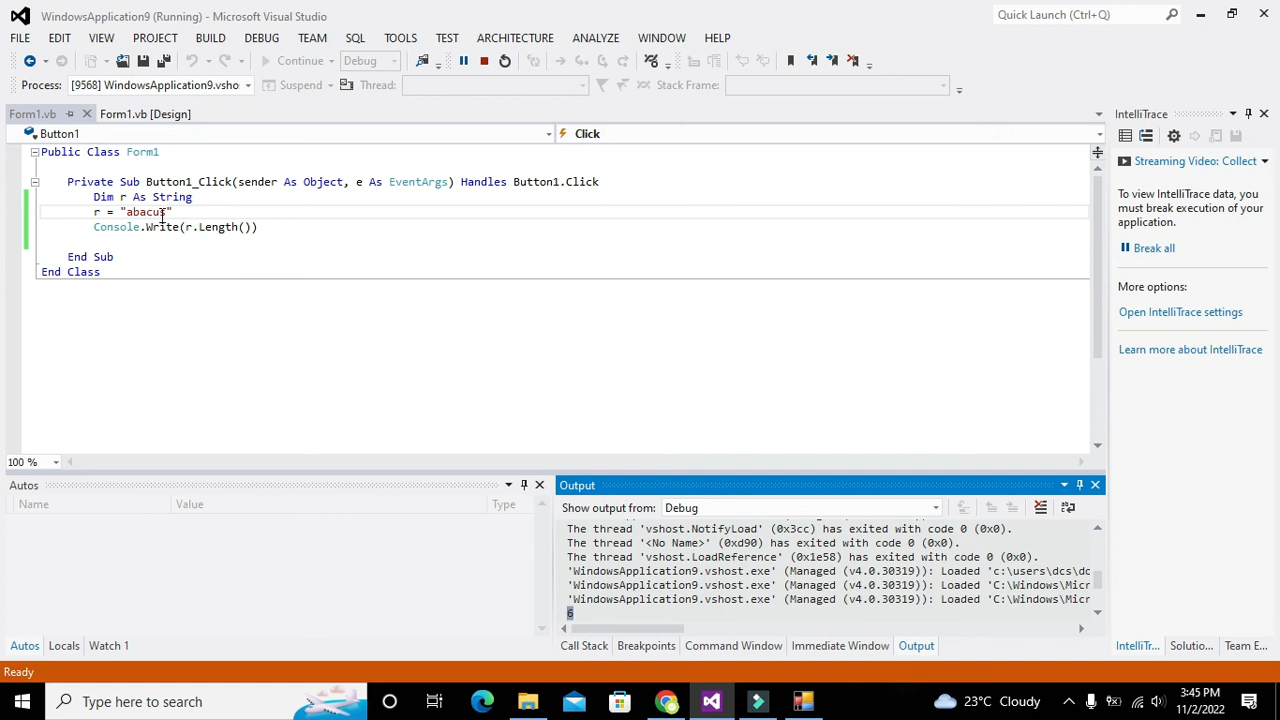 WindowsApplication9 (Running) - Microsoft Visual Studio
Quick Launch (Ctrl+Q)
FILE EDIT VIEW PROJECT BUILD DEBUG TEAM SQL TOOLS TEST ARCHITECTURE ANALYZE WINDOW HELP
Continue Debug
Process: [9568] WindowsApplication9.vsho Suspend Thread: Stack Frame:
Form1.vb Form1.vb [Design]
Button1 Click
Public Class Form1
Private Sub Button1_Click(sender As Object, e As EventArgs) Handles Button1.Click
Dim r As String
r = "abacus"
Console.Write(r.Length())
End Sub
End Class
100 %
IntelliTrace
Streaming Video: Collect
To view IntelliTrace data, you
must break execution of your
application.
Break all
More options:
Open IntelliTrace settings
Learn more about IntelliTrace
Autos
Name Value Type
Output
Show output from: Debug
The thread 'vshost.NotifyLoad' (0x3cc) has exited with code 0 (0x0).
The thread '<No Name>' (0xd90) has exited with code 0 (0x0).
The thread 'vshost.LoadReference' (0x1e58) has exited with code 0 (0x0).
'WindowsApplication9.vshost.exe' (Managed (v4.0.30319)): Loaded 'c:\users\dcs\dc
'WindowsApplication9.vshost.exe' (Managed (v4.0.30319)): Loaded 'C:\Windows\Micr
'WindowsApplication9.vshost.exe' (Managed (v4.0.30319)): Loaded 'C:\Windows\Micr
6
Autos Locals Watch 1
Call Stack Breakpoints Command Window Immediate Window Output
IntelliTr... Solutio... Team E...
Ready
Type here to search
23°C Cloudy
3:45 PM
11/2/2022